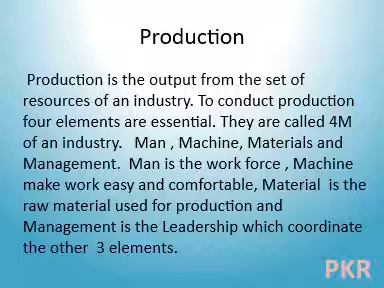 Production
Production is the output from the set of
resources of an industry. To conduct production
four elements are essential. They are called 4M
of an industry.   Man , Machine, Materials and
Management.  Man is the work force , Machine
make work easy and comfortable, Material  is the
raw material used for production and
Management is the Leadership which coordinate
the other  3 elements.
PKR